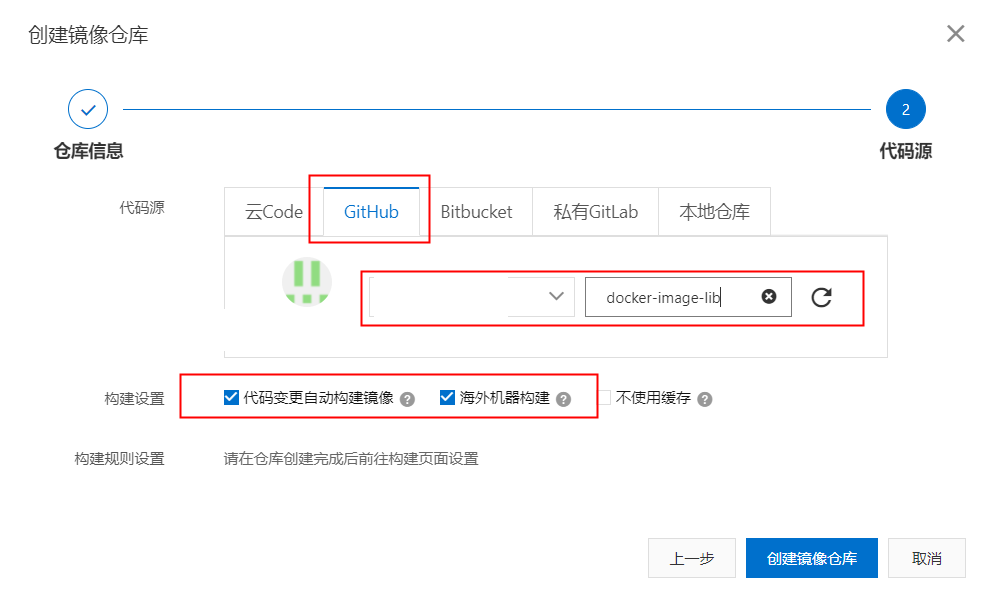 创建镜像仓库
2
仓库信息
代码源
代码源
云Code
GitHub
Bitbucket
私有GitLab
本地仓库
docker-image-lib
构建设置
代码变更自动构建镜像 ?
海外机器构建 ?
不使用缓存 ?
构建规则设置
请在仓库创建完成后前往构建页面设置
上一步
创建镜像仓库
取消